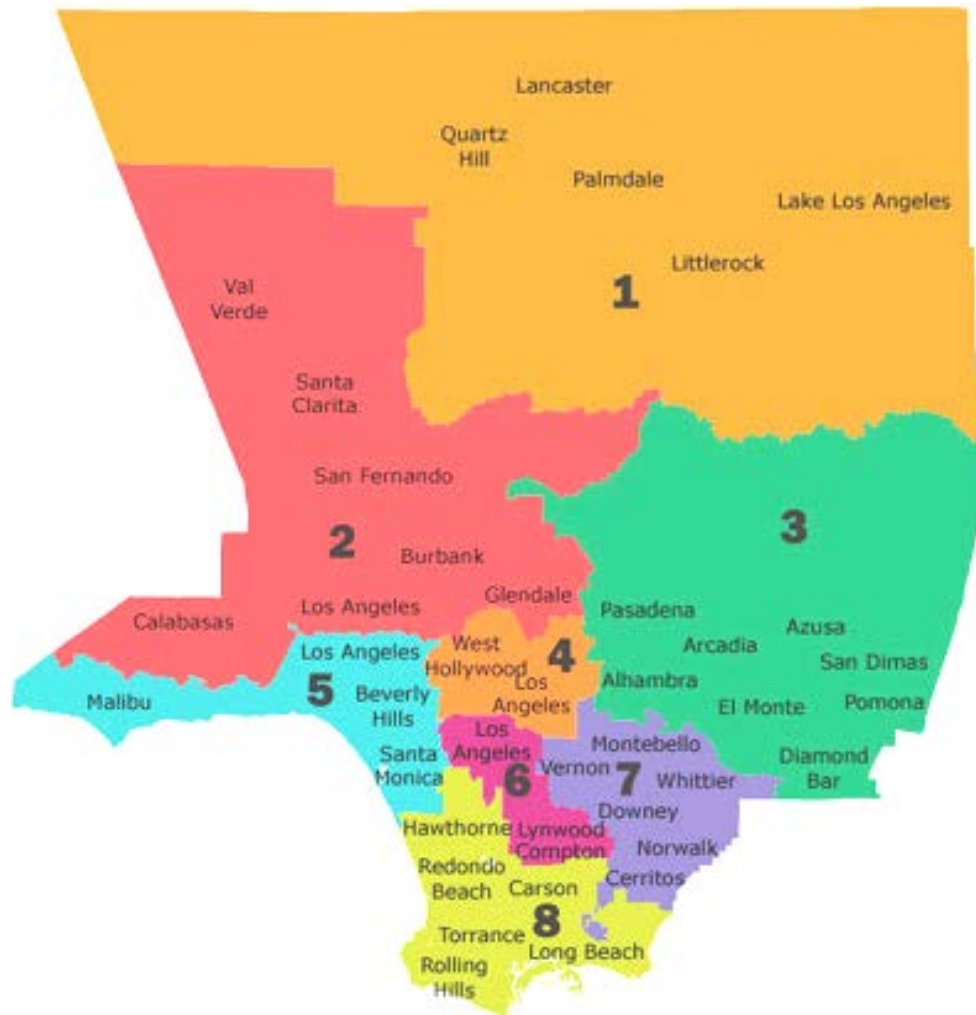 Lancaster
Quartz
Hill
Palmdale
Lake Los Angeles
Littlerock
1
Val
Verde
Santa
Clarita
San Fernando
2
Burbank
Glendale
Los Angeles
Calabasas
3
Pasadena
Azusa
Arcadia
San Dimas
Alhambra
El Monte
Pomona
Diamond
Bar
West
Hollywood
4
Los
Angeles
Los Angeles
5
Malibu
Beverly
Hills
Santa
Monica
Los
Angeles
6
Lynwood
Compton
Montebello
Vernon
7
Whittier
Downey
Norwalk
Cerritos
Hawthorne
Redondo
Beach
Carson
8
Torrance
Long Beach
Rolling
Hills